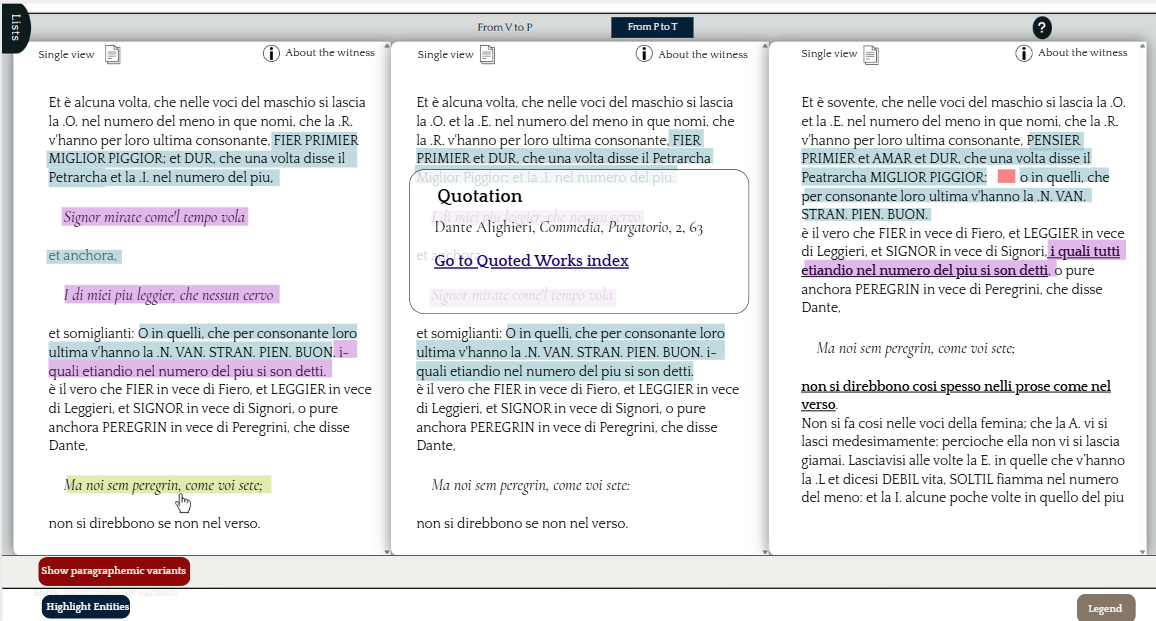 Lists
From V to P
From P to T
?
Single view
About the witness
Et è alcuna volta, che nelle voci del maschio si lascia
la .O. nel numero del meno in que nomi, che la .R.
v'hanno per loro ultima consonante, FIER PRIMIER
MIGLIOR PIGGIOR; et DUR, che una volta disse il
Petrarcha et la .I. nel numero del piu,
Signor mirate come'l tempo vola
et anchora,
I di miei piu leggier, che nessun cervo
et somiglianti: O in quelli, che per consonante loro
ultima v'hanno la .N. VAN. STRAN. PIEN. BUON. i-
quali etiandio nel numero del piu si son detti.
è il vero che FIER in vece di Fiero, et LEGGIER in vece
di Leggieri, et SIGNOR in vece di Signori, o pure
anchora PEREGRIN in vece di Peregrini, che disse
Dante,
Ma noi sem peregrin, come voi sete;
non si direbbono se non nel verso.
Single view
About the witness
Et è alcuna volta, che nelle voci del maschio si lascia
la .O. et la .E. nel numero del meno in que nomi, che
la .R. v'hanno per loro ultima consonante, FIER
PRIMIER et DUR, che una volta disse il Petrarcha
Miglior Piggior; et la .I. nel numero del piu,
I di miei piu leggier, che nessun cervo
et anchora
Signor mirate come'l tempo vola
Quotation
Dante Alighieri, Commedia, Purgatorio, 2, 63
Go to Quoted Works index
et somiglianti: O in quelli, che per consonante loro
ultima v'hanno la .N. VAN. STRAN. PIEN. BUON. i-
quali etiandio nel numero del piu si son detti.
è il vero che FIER in vece di Fiero, et LEGGIER in vece
di Leggieri, et SIGNOR in vece di Signori, o pure
anchora PEREGRIN in vece di Peregrini, che disse
Dante,
Ma noi sem peregrin, come voi sete:
non si direbbono se non nel verso.
Single view
About the witness
Et è sovente, che nelle voci del maschio si lascia la .O.
et la .E. nel numero del meno in que nomi, che la .R.
v'hanno per loro ultima consonante, PENSIER
PRIMIER et AMAR et DUR, che una volta disse il
Peatrarcha MIGLIOR PIGGIOR: o in quelli, che
per consonante loro ultima v'hanno la .N. VAN.
STRAN. PIEN. BUON.
è il vero che FIER in vece di Fiero, et LEGGIER in vece
di Leggieri, et SIGNOR in vece di Signori, i quali tutti
etiandio nel numero del piu si son detti. o pure
anchora PEREGRIN in vece di Peregrini, che disse
Dante,
Ma noi sem peregrin, come voi sete;
non si direbbono cosi spesso nelli prose come nel
verso.
Non si fa cosi nelle voci della femina; che la A. vi si
lasci medesimamente: percioche ella non vi si lascia
giamai. Lasciavisi alle volte la E. in quelle che v'hanno
la .L et dicesi DEBIL vita, SOLTIL fiamma nel numero
del meno: et la I. alcune poche volte in quello del piu
Show paragraphemic variants
Highlight Entities
Legend